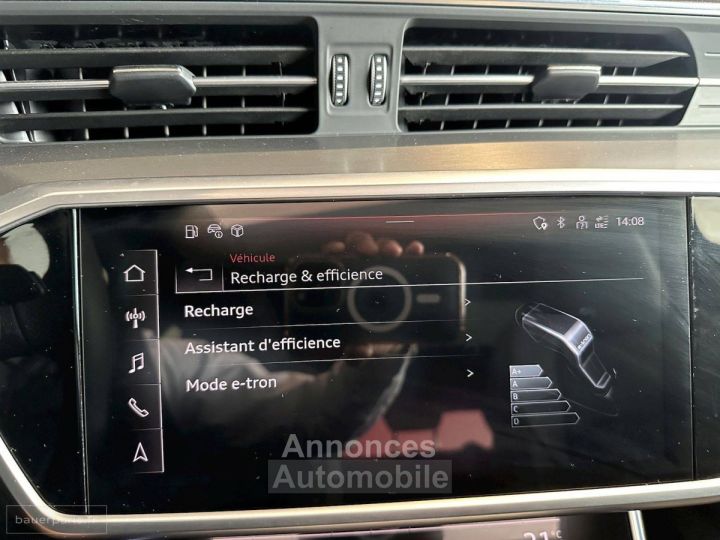 14:08
Véhicule
Recharge & efficience
Recharge
Assistant d'efficience
Mode e-tron
A+
A
B
C
D
Annonces
Automobile